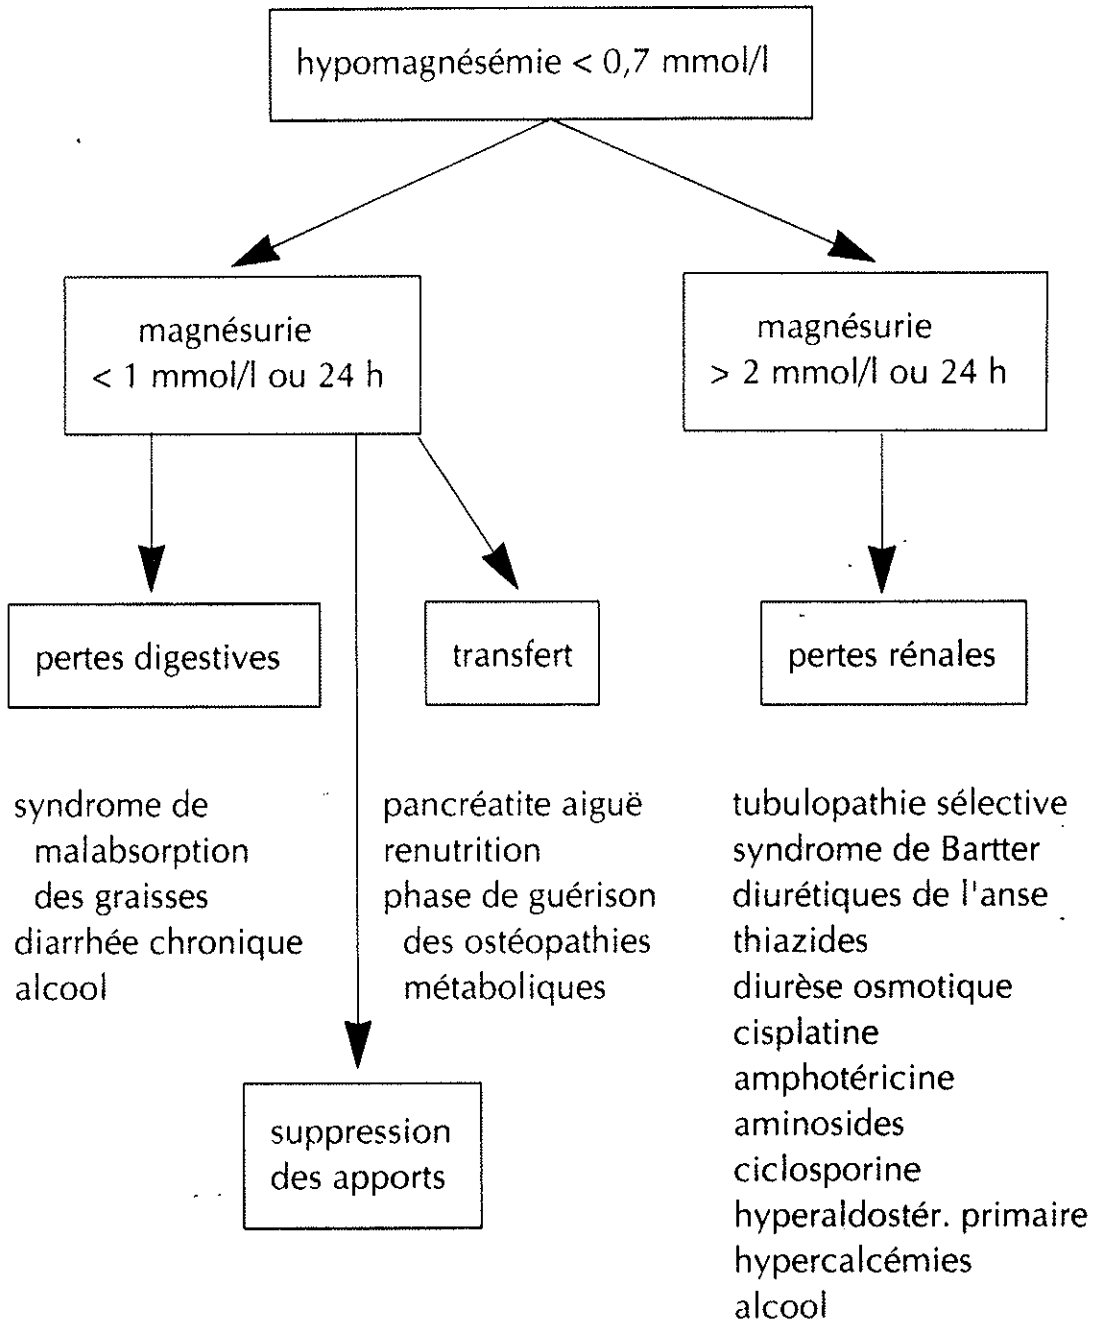 hypomagnésémie < 0,7 mmol/l
magnésurie
< 1 mmol/l ou 24 h
magnésurie
> 2 mmol/l ou 24 h
pertes digestives
transfert
pertes rénales
syndrome de
malabsorption
des graisses
diarrhée chronique
alcool
pancréatite aiguë
renutrition
phase de guérison
des ostéopathies
métaboliques
tubulopathie sélective
syndrome de Bartter
diurétiques de l'anse
thiazides
diurèse osmotique
cisplatine
amphotéricine
aminosides
ciclosporine
hyperaldostér. primaire
hypercalcémies
alcool
suppression
des apports